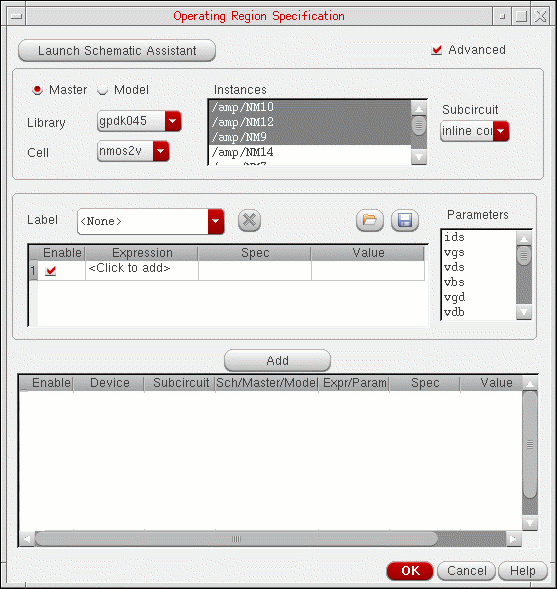 Operating Region Specification
Launch Schematic Assistant
Advanced
Master Model
Library gpdk045
Cell nmos2v
Instances
/amp/NM10
/amp/NM12
/amp/NM9
/amp/NM14
Subcircuit
inline co
Label <None>
Enable Expression Spec Value
1 <Click to add>
Parameters
ids
vgs
vds
vbs
vgd
vdb
Add
Enable Device Subcircuit Sch/Master/Model Expr/Param Spec Value
OK Cancel Help